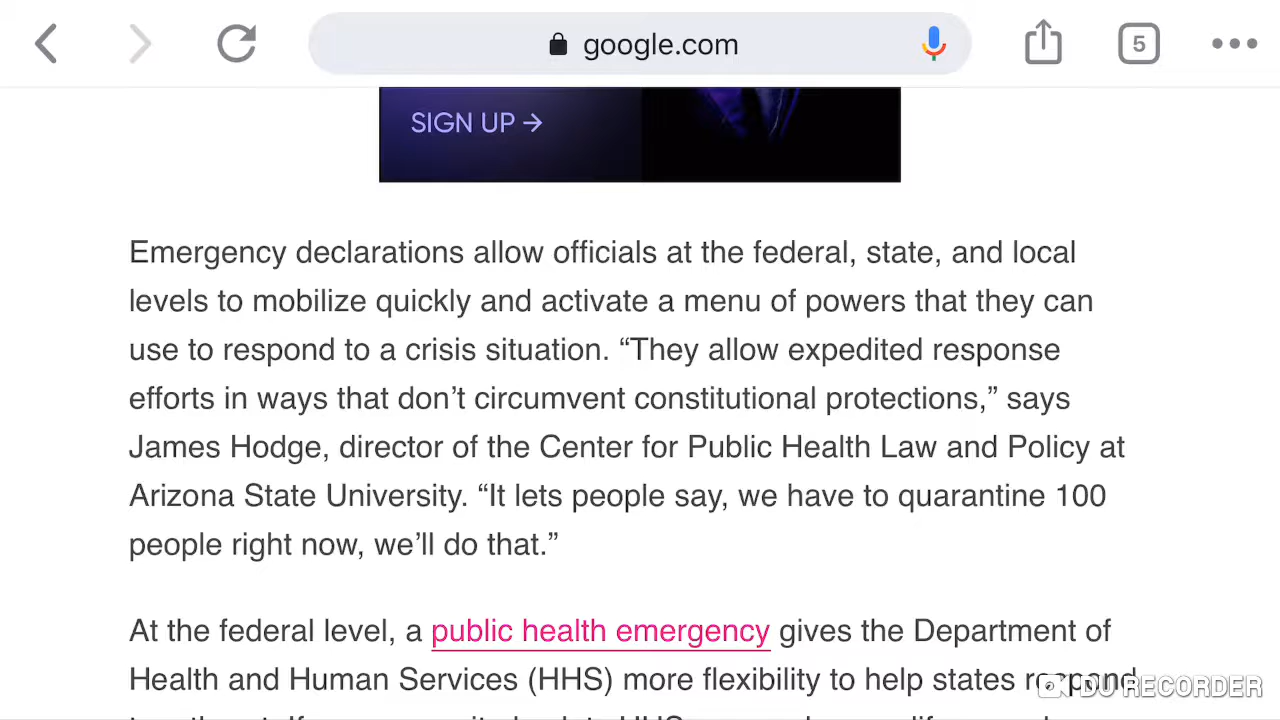 google.com
5
SIGN UP →
Emergency declarations allow officials at the federal, state, and local
levels to mobilize quickly and activate a menu of powers that they can
use to respond to a crisis situation. “They allow expedited response
efforts in ways that don’t circumvent constitutional protections,” says
James Hodge, director of the Center for Public Health Law and Policy at
Arizona State University. “It lets people say, we have to quarantine 100
people right now, we’ll do that.”
At the federal level, a public health emergency gives the Department of
Health and Human Services (HHS) more flexibility to help states respond
DU RECORDER